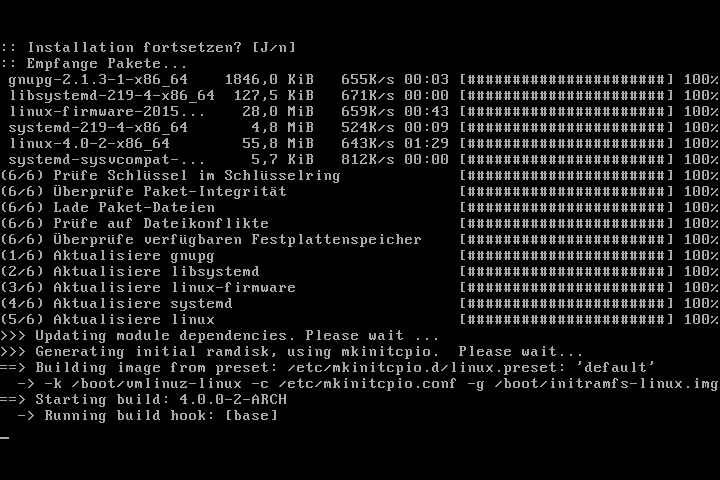 :: Installation fortsetzen? [J/n]
:: Empfange Pakete...
gnupg-2.1.3-1-x86_64 1846,0 KiB 655K/s 00:03 [######################] 100%
libsystemd-219-4-x86_64 127,5 KiB 671K/s 00:00 [######################] 100%
linux-firmware-2015... 28,0 MiB 659K/s 00:43 [######################] 100%
systemd-219-4-x86_64 4,8 MiB 524K/s 00:09 [######################] 100%
linux-4.0-2-x86_64 55,8 MiB 643K/s 01:29 [######################] 100%
systemd-sysvcompat-... 5,7 KiB 812K/s 00:00 [######################] 100%
(6/6) Prüfe Schlüssel im Schlüsselring [######################] 100%
(6/6) Überprüfe Paket-Integrität [######################] 100%
(6/6) Lade Paket-Dateien [######################] 100%
(6/6) Prüfe auf Dateikonflikte [######################] 100%
(6/6) Überprüfe verfügbaren Festplattenspeicher [######################] 100%
(1/6) Aktualisiere gnupg [######################] 100%
(2/6) Aktualisiere libsystemd [######################] 100%
(3/6) Aktualisiere linux-firmware [######################] 100%
(4/6) Aktualisiere systemd [######################] 100%
(5/6) Aktualisiere linux [######################] 100%
>>> Updating module dependencies. Please wait ...
>>> Generating initial ramdisk, using mkinitcpio. Please wait...
==> Building image from preset: /etc/mkinitcpio.d/linux.preset: 'default'
-> -k /boot/vmlinuz-linux -c /etc/mkinitcpio.conf -g /boot/initramfs-linux.img
==> Starting build: 4.0.0-2-ARCH
-> Running build hook: [base]